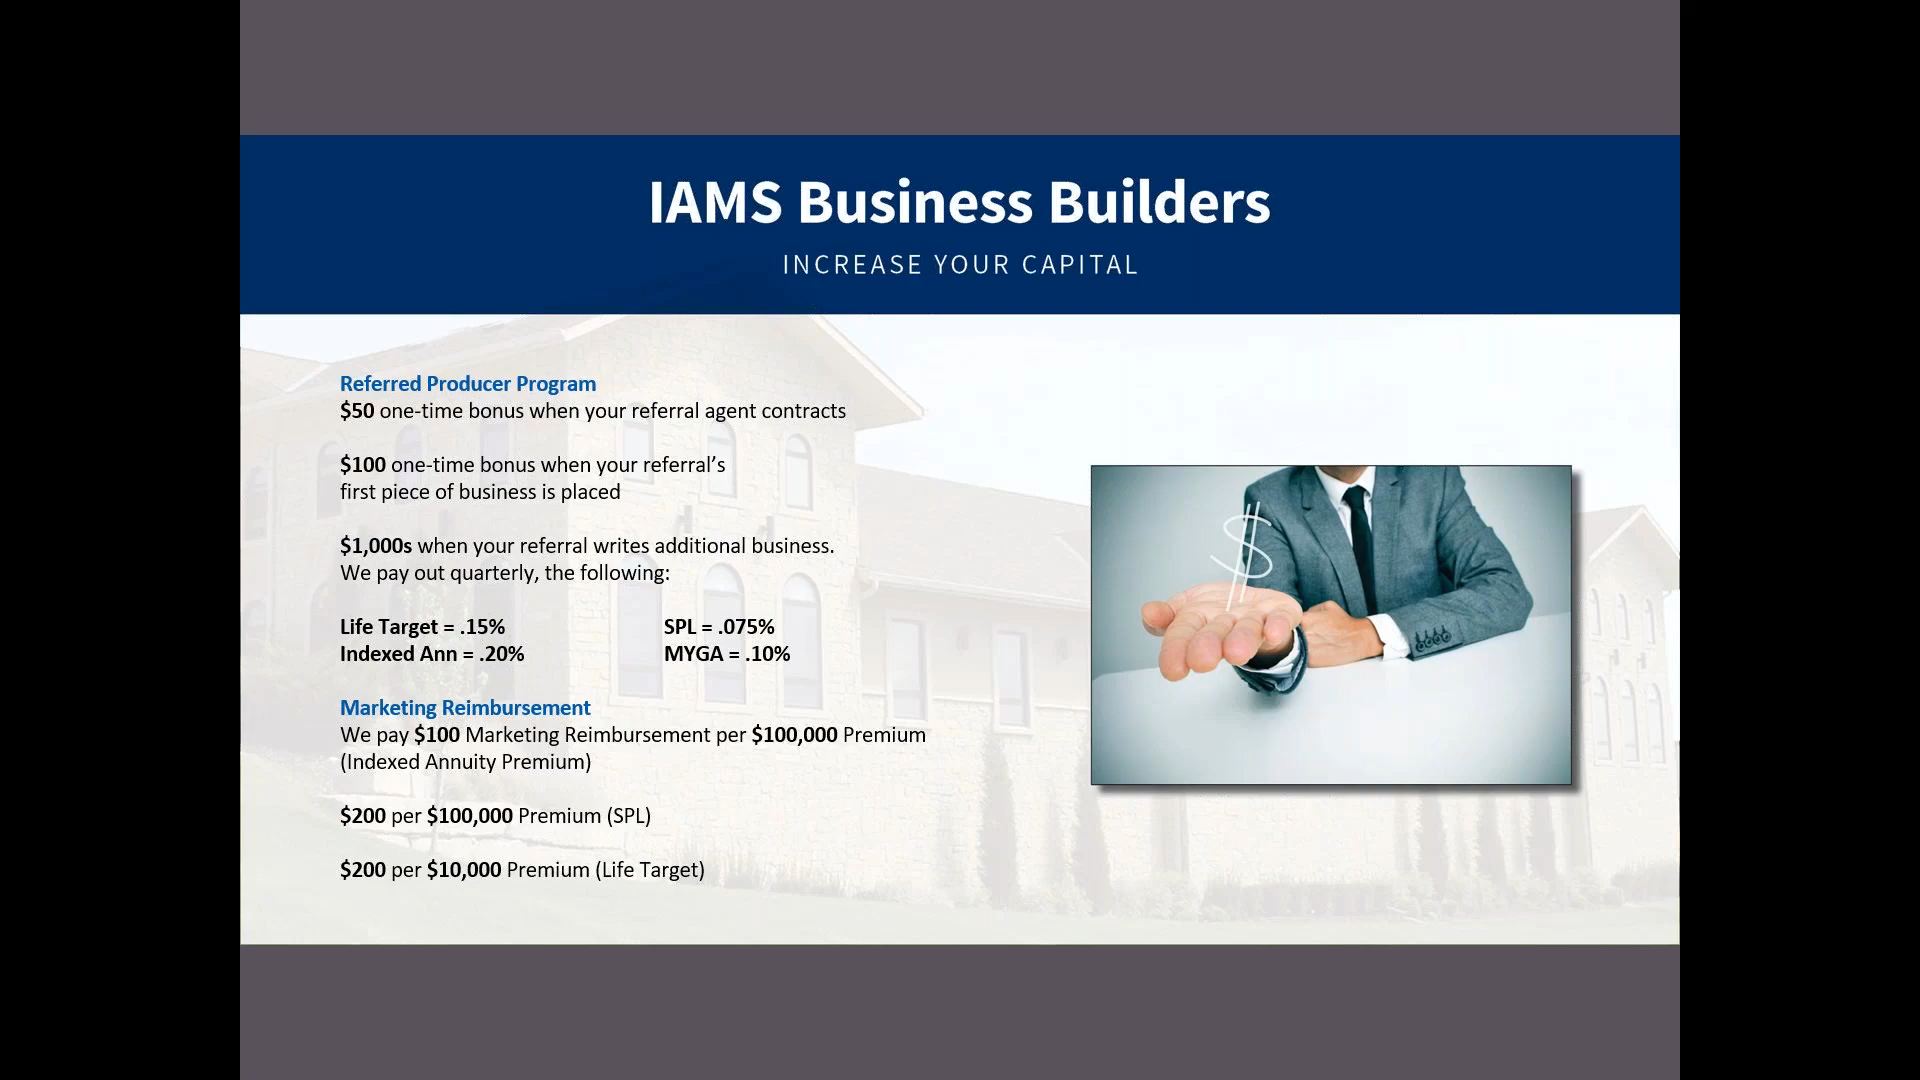 IAMS Business Builders
INCREASE YOUR CAPITAL
Referred Producer Program
$50 one-time bonus when your referral agent contracts
$100 one-time bonus when your referral’s
first piece of business is placed
$1,000s when your referral writes additional business.
We pay out quarterly, the following:
Life Target = .15% SPL = .075%
Indexed Ann = .20% MYGA = .10%
Marketing Reimbursement
We pay $100 Marketing Reimbursement per $100,000 Premium
(Indexed Annuity Premium)
$200 per $100,000 Premium (SPL)
$200 per $10,000 Premium (Life Target)
$